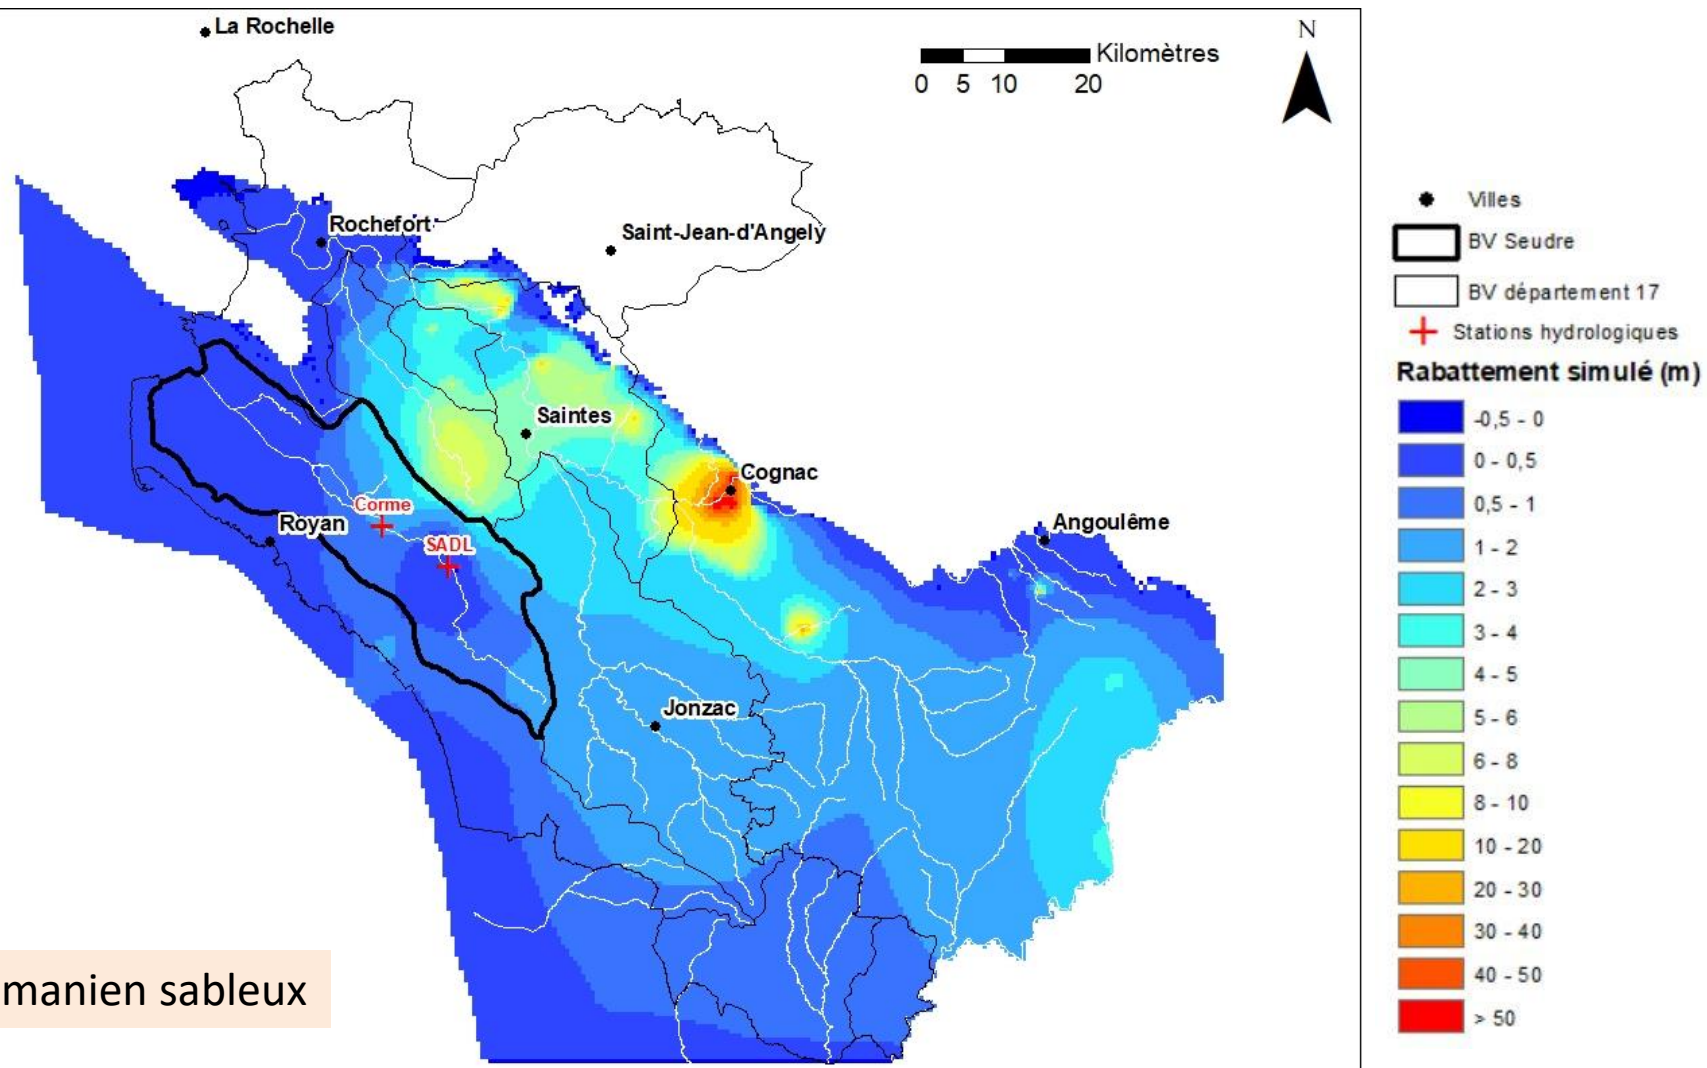 La Rochelle
N
Kilomètres
0 5 10 20
Rochefort
Saint-Jean-d'Angely
Saintes
Cognac
Corme
Royan
SADL
Angoulême
Jonzac
manien sableux
Villes
BV Seudre
BV département 17
Stations hydrologiques
Rabattement simulé (m)
-0,5 - 0
0 - 0,5
0,5 - 1
1 - 2
2 - 3
3 - 4
4 - 5
5 - 6
6 - 8
8 - 10
10 - 20
20 - 30
30 - 40
40 - 50
> 50